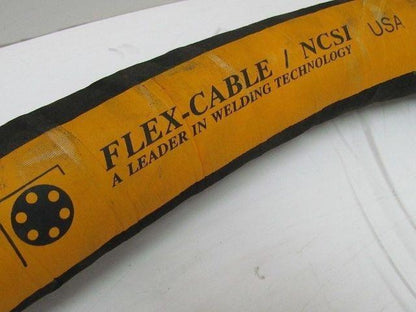 FLEX-CABLE / NCSI USA
A LEADER IN WELDING TECHNOLOGY